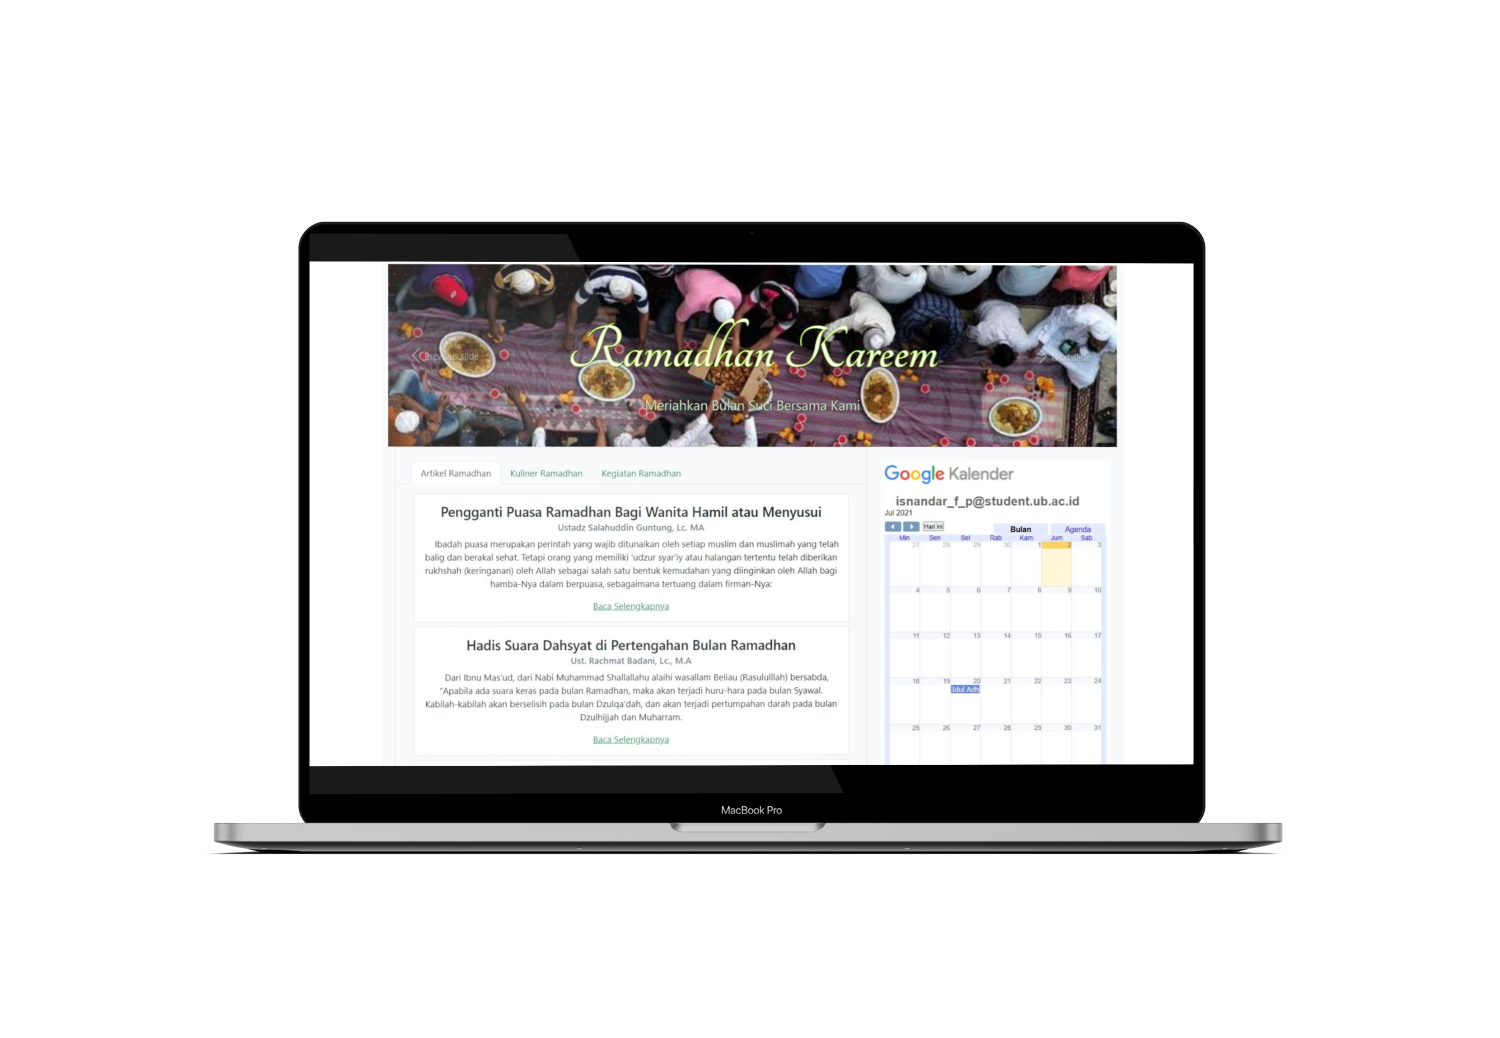 Ramadhan Kareem
Previous slide
Next slide
Meriahkan Bulan Suci Bersama Kami
Artikel Ramadhan
Kuliner Ramadhan
Kegiatan Ramadhan
Pengganti Puasa Ramadhan Bagi Wanita Hamil atau Menyusui
Ustadz Salahuddin Guntung, Lc. MA
Ibadah puasa merupakan perintah yang wajib ditunaikan oleh setiap muslim dan muslimah yang telah
balig dan berakal sehat. Tetapi orang yang memiliki 'udzur syar'iy atau halangan tertentu telah diberikan
rukhshah (keringanan) oleh Allah sebagai salah satu bentuk kemudahan yang diinginkan oleh Allah bagi
hamba-Nya dalam berpuasa, sebagaimana tertuang dalam firman-Nya:
Baca Selengkapnya
Hadis Suara Dahsyat di Pertengahan Bulan Ramadhan
Ust. Rachmat Badani, Lc., M.A
Dari Ibnu Mas'ud, dari Nabi Muhammad Shallallahu alaihi wasallam Beliau (Rasulullah) bersabda,
"Apabila ada suara keras pada bulan Ramadhan, maka akan terjadi huru-hara pada bulan Syawal.
Kabilah-kabilah akan berselisih pada bulan Dzulqa'dah, dan akan terjadi pertumpahan darah pada bulan
Dzulhijjah dan Muharram.
Baca Selengkapnya
Google Kalender
isnandar_f_p@student.ub.ac.id
Jul 2021
Hari ini
Bulan
Agenda
Min Sen Sel Rab Kam Jum Sab
27 28 29 30 1 2 3
4 5 6 7 8 9 10
11 12 13 14 15 16 17
18 19 20 21 22 23 24
Idul Adh
25 26 27 28 29 30 31
MacBook Pro